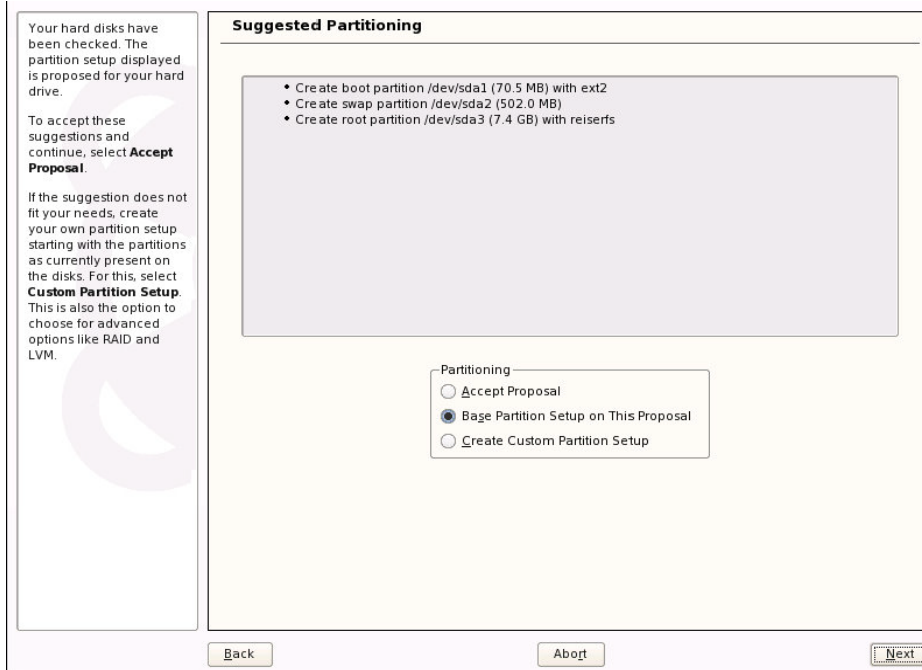 Your hard disks have
been checked. The
partition setup displayed
is proposed for your hard
drive.
To accept these
suggestions and
continue, select Accept
Proposal.
If the suggestion does not
fit your needs, create
your own partition setup
starting with the partitions
as currently present on
the disks. For this, select
Custom Partition Setup.
This is also the option to
choose for advanced
options like RAID and
LVM.
Suggested Partitioning
• Create boot partition /dev/sda1 (70.5 MB) with ext2
• Create swap partition /dev/sda2 (502.0 MB)
• Create root partition /dev/sda3 (7.4 GB) with reiserfs
Partitioning
Accept Proposal
Base Partition Setup on This Proposal
Create Custom Partition Setup
Back
Abort
Next